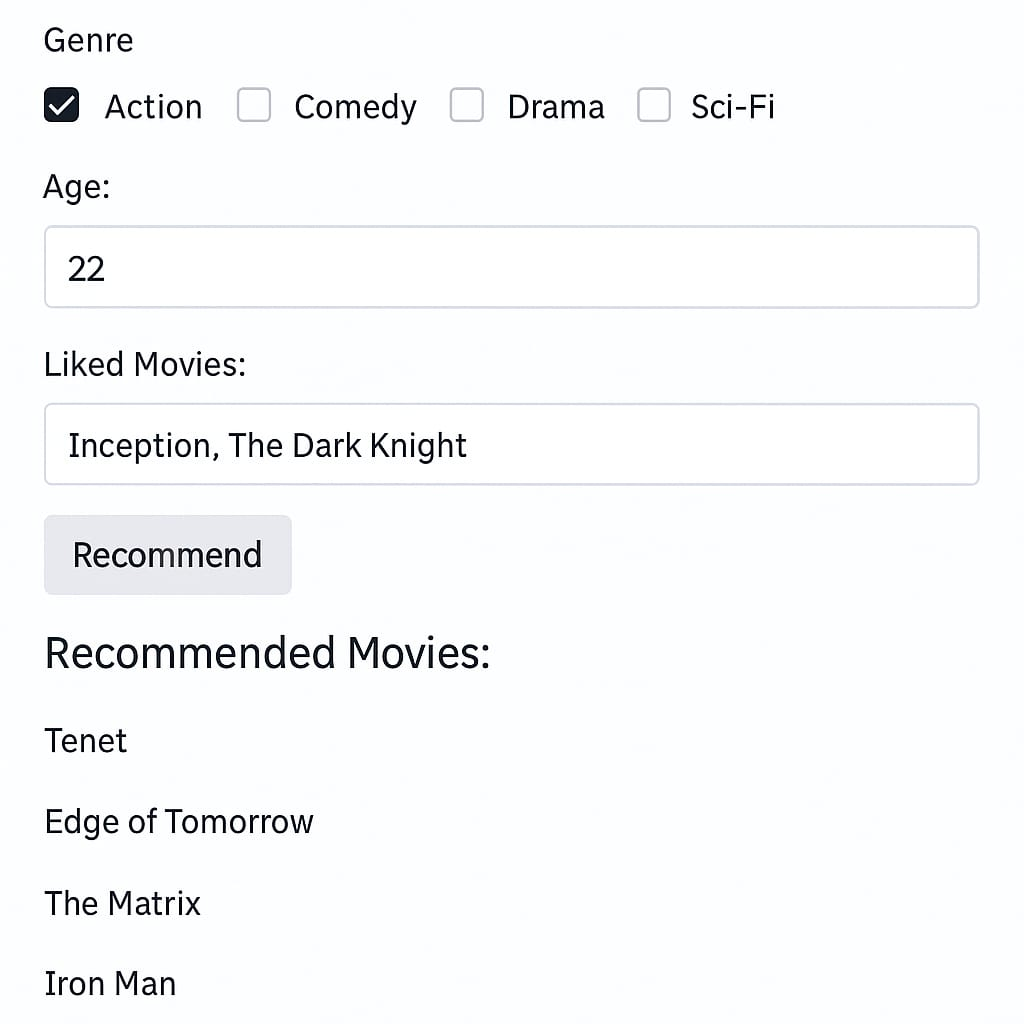 Genre
Action Comedy Drama Sci-Fi
Age:
22
Liked Movies:
Inception, The Dark Knight
Recommend
Recommended Movies:
Tenet
Edge of Tomorrow
The Matrix
Iron Man